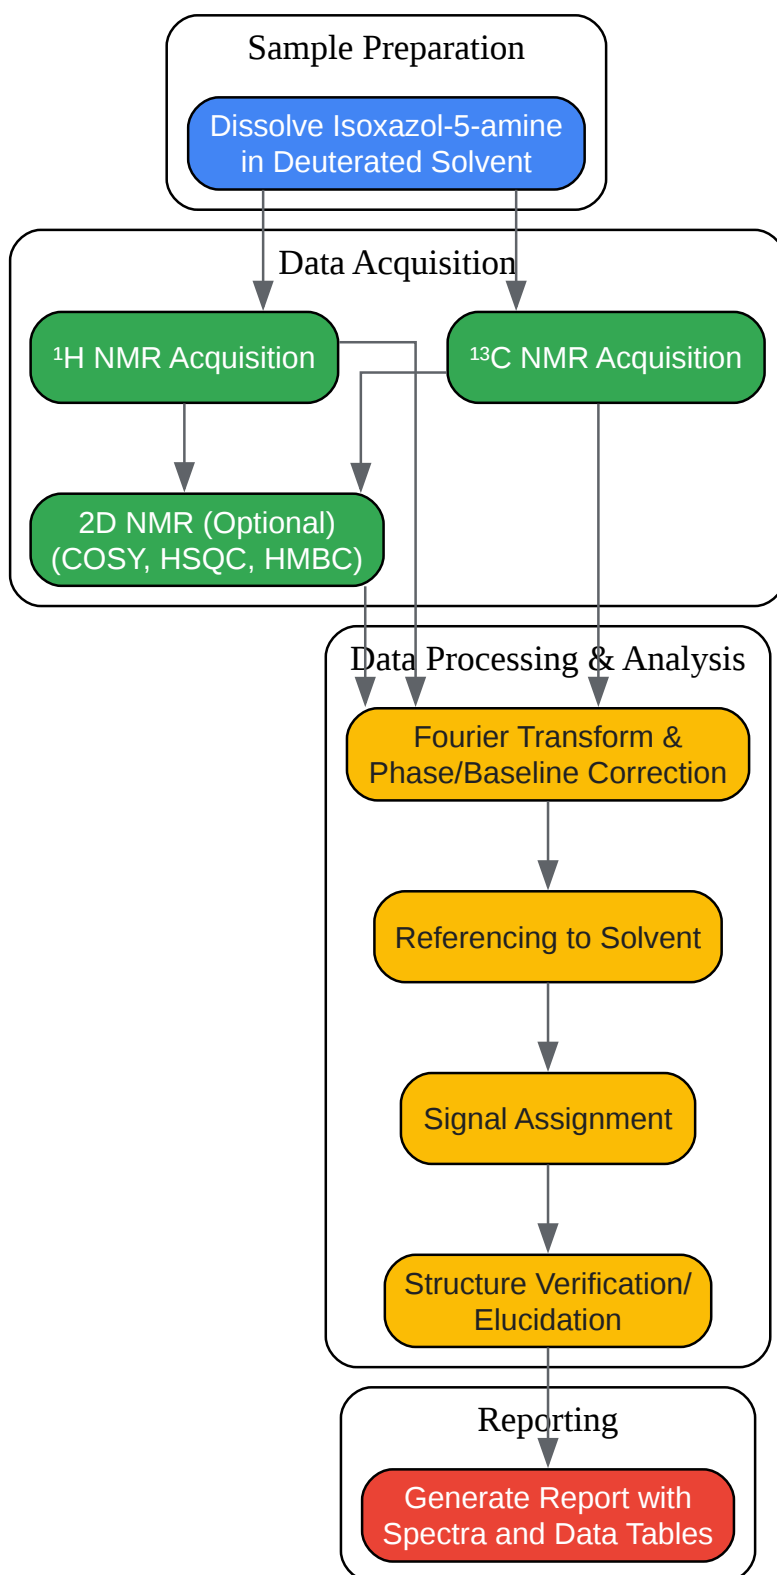 Sample Preparation
Dissolve Isoxazol-5-amine
in Deuterated Solvent
Data Acquisition
¹H NMR Acquisition
¹³C NMR Acquisition
2D NMR (Optional)
(COSY, HSQC, HMBC)
Data Processing & Analysis
Fourier Transform &
Phase/Baseline Correction
Referencing to Solvent
Signal Assignment
Structure Verification/
Elucidation
Reporting
Generate Report with
Spectra and Data Tables